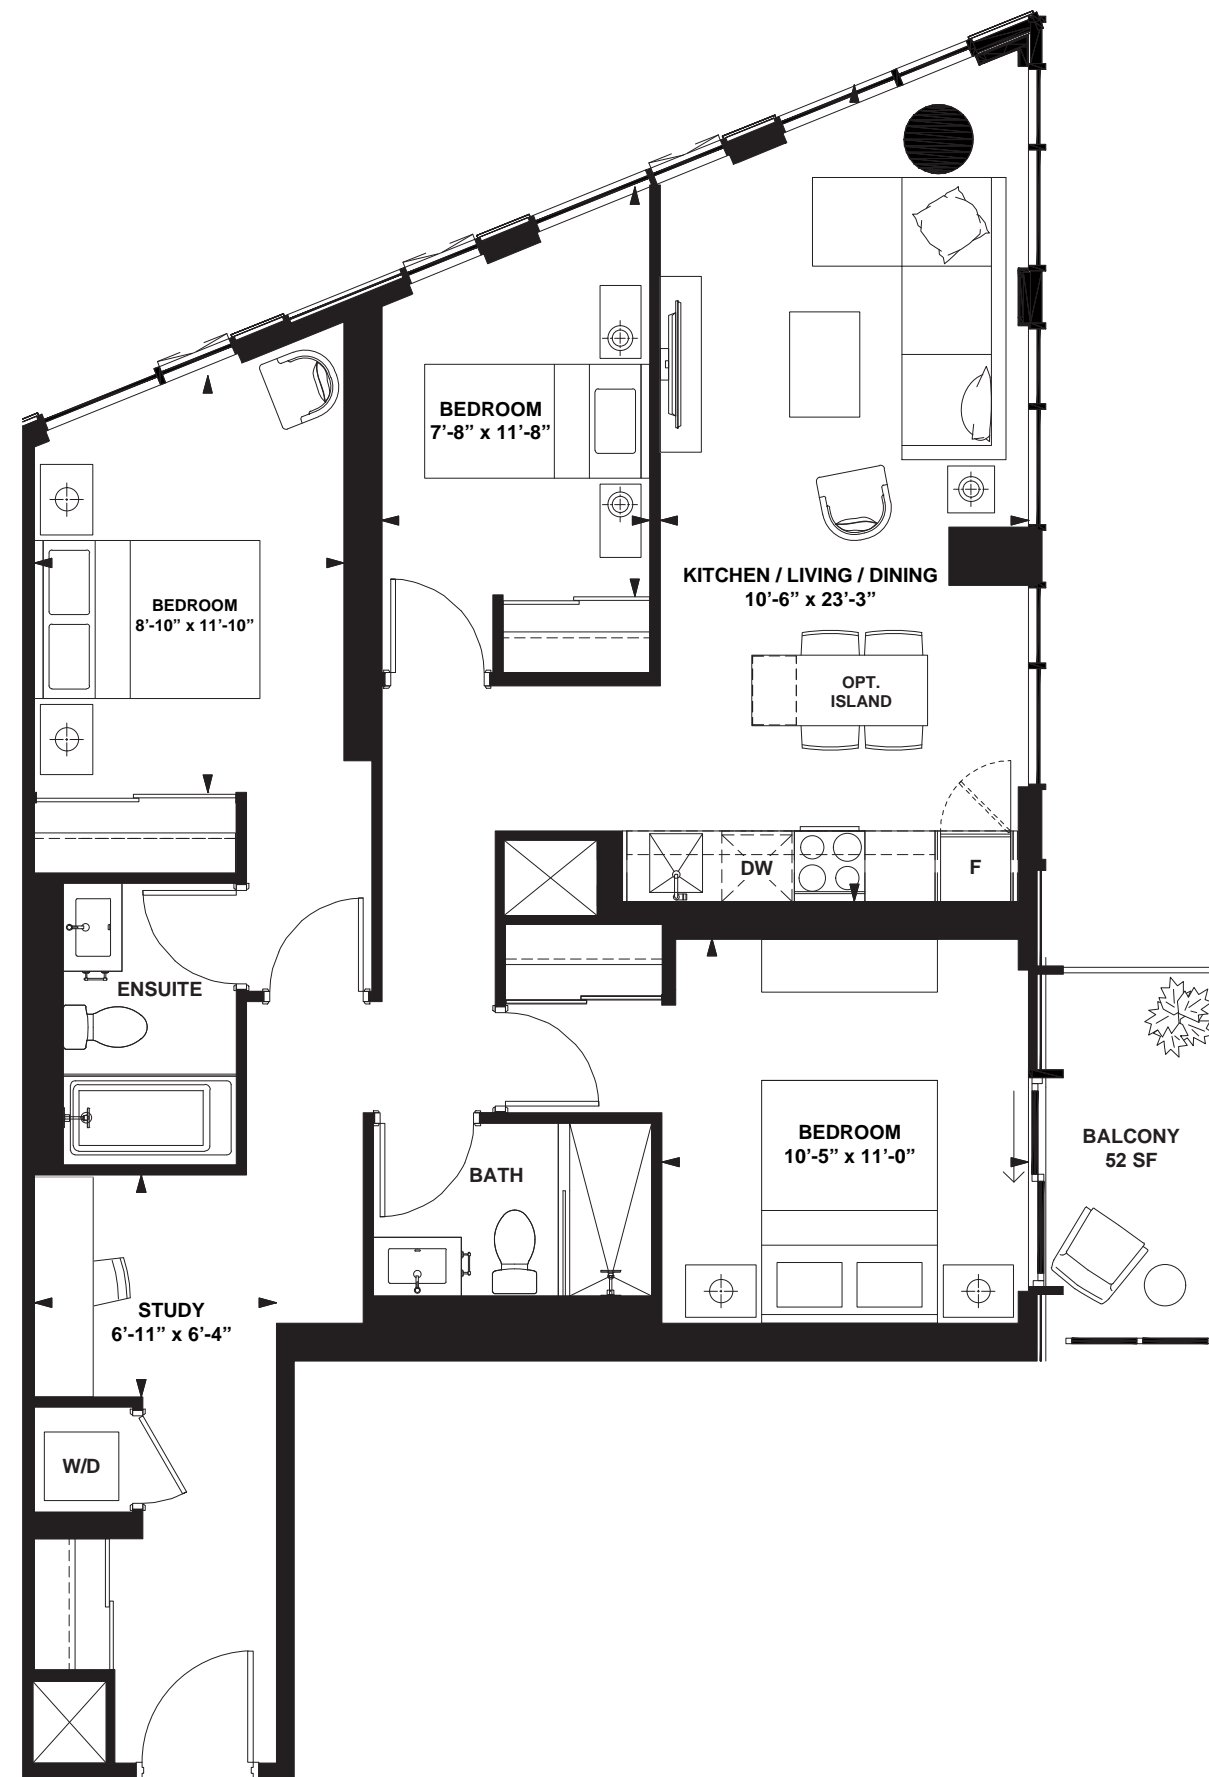 BEDROOM
7’-8” x 11’-8”
KITCHEN / LIVING / DINING
10’-6” x 23’-3”
BEDROOM
8’-10” x 11’-10”
OPT.
ISLAND
DW
F
ENSUITE
BEDROOM
10’-5” x 11’-0”
BALCONY
52 SF
BATH
STUDY
6’-11” x 6’-4”
W/D